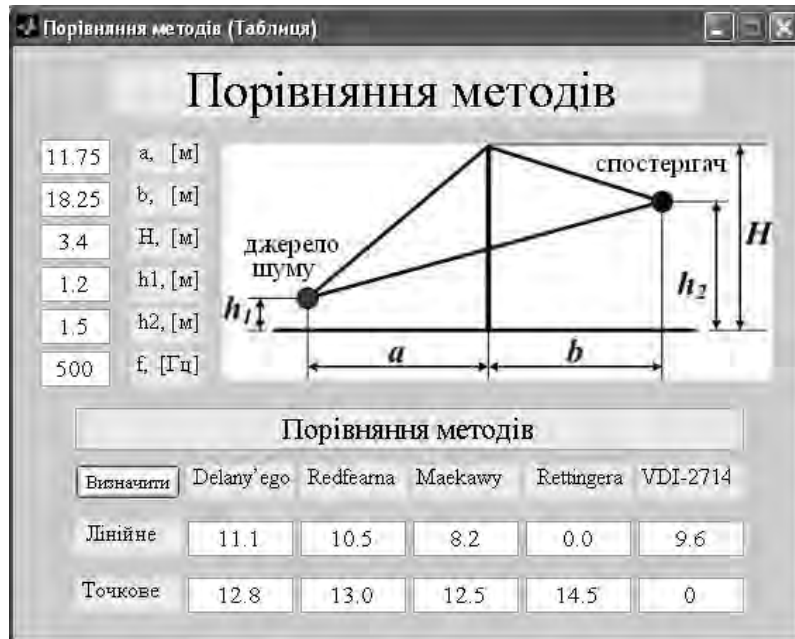 Порівняння методів (Таблиця)
Порівняння методів
11.75 a, [м]
18.25 b, [м]
3.4 H, [м]
1.2 h1, [м]
1.5 h2, [м]
500 f, [Гц]
спостерігач
джерело
шуму
H
h1
h2
a
b
Порівняння методів
Визначити Delany'ego Redfearna Maekawy Rettingera VDI-2714
Лінійне 11.1 10.5 8.2 0.0 9.6
Точкове 12.8 13.0 12.5 14.5 0